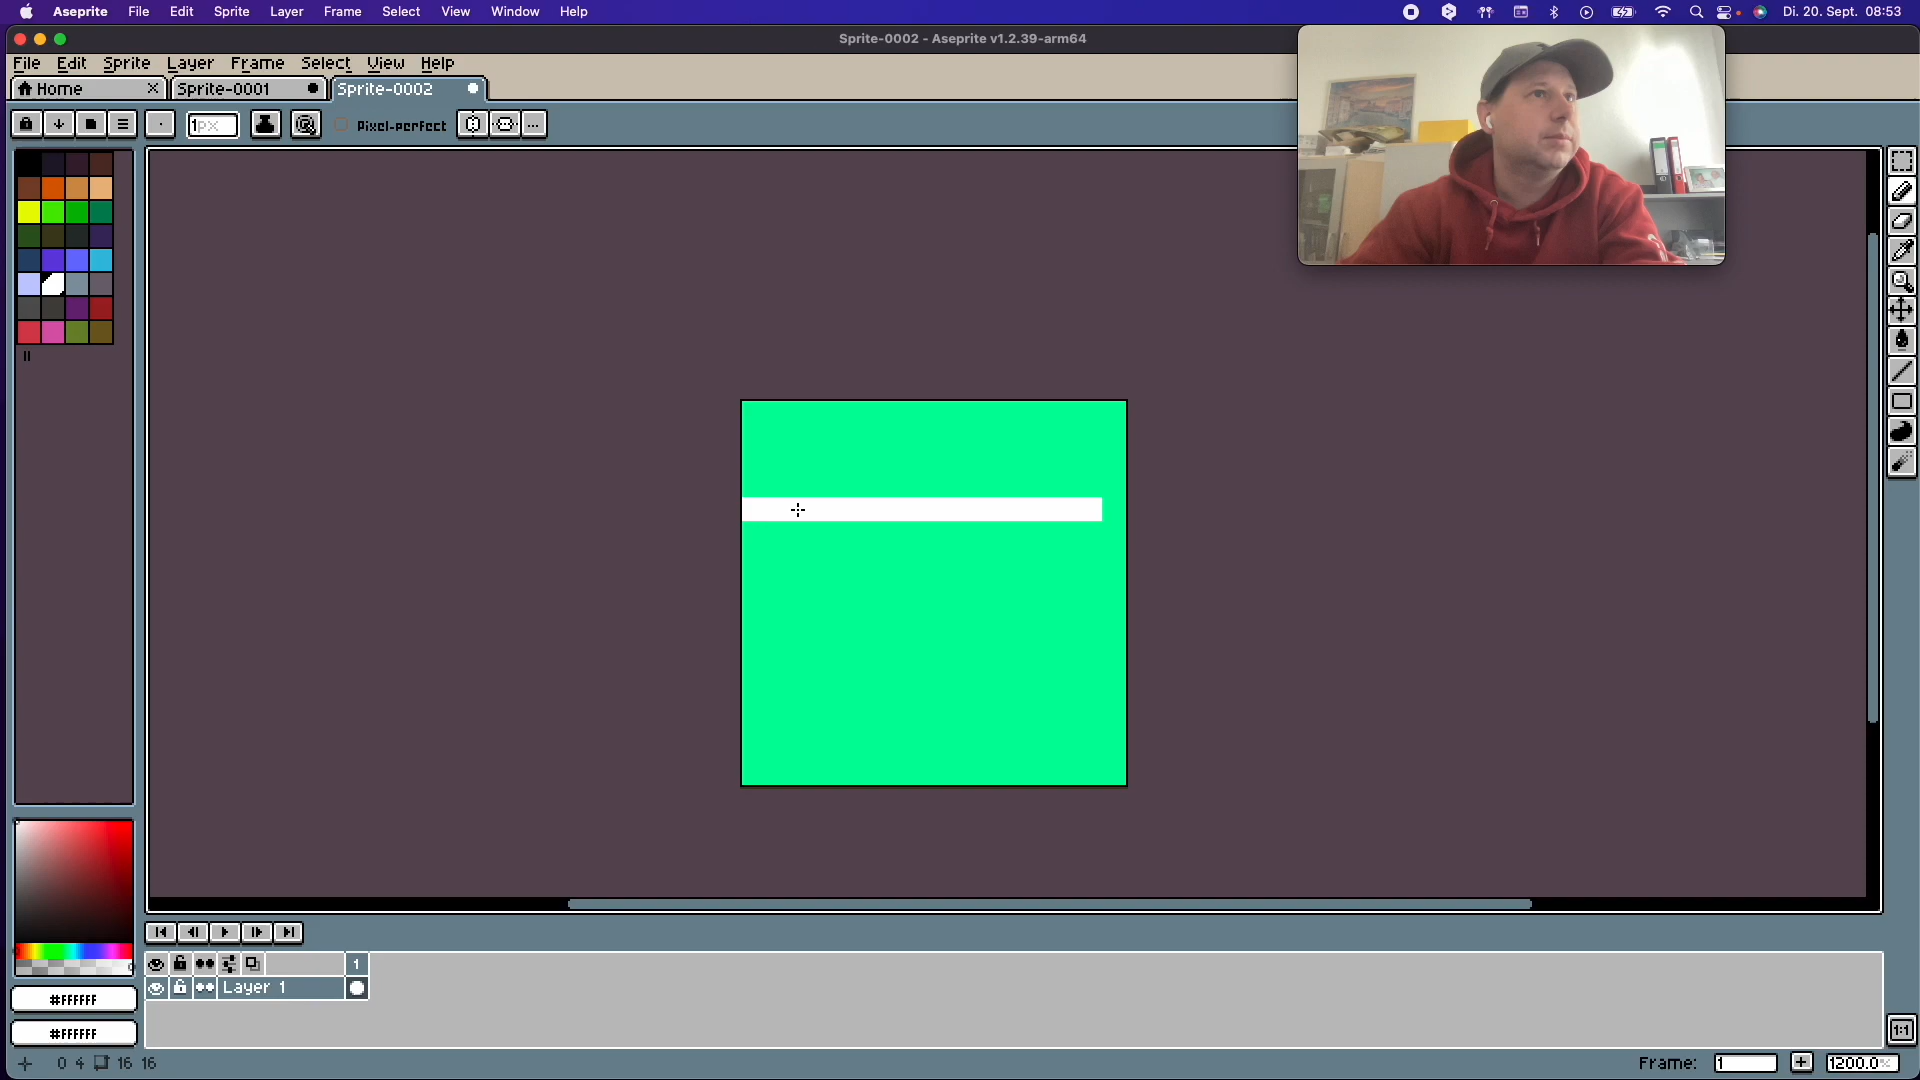 Aseprite File Edit Sprite Layer Frame Select View Window Help Di. 20. Sept. 08:53
Sprite-0002 - Aseprite v1.2.39-arm64
File Edit Sprite Layer Frame Select View Help
Home Sprite-0001 Sprite-0002
1px Pixel-perfect
1
Layer 1
#FFFFFF
#FFFFFF
1:1
0 4 16 16 Frame: 1 1200.0%